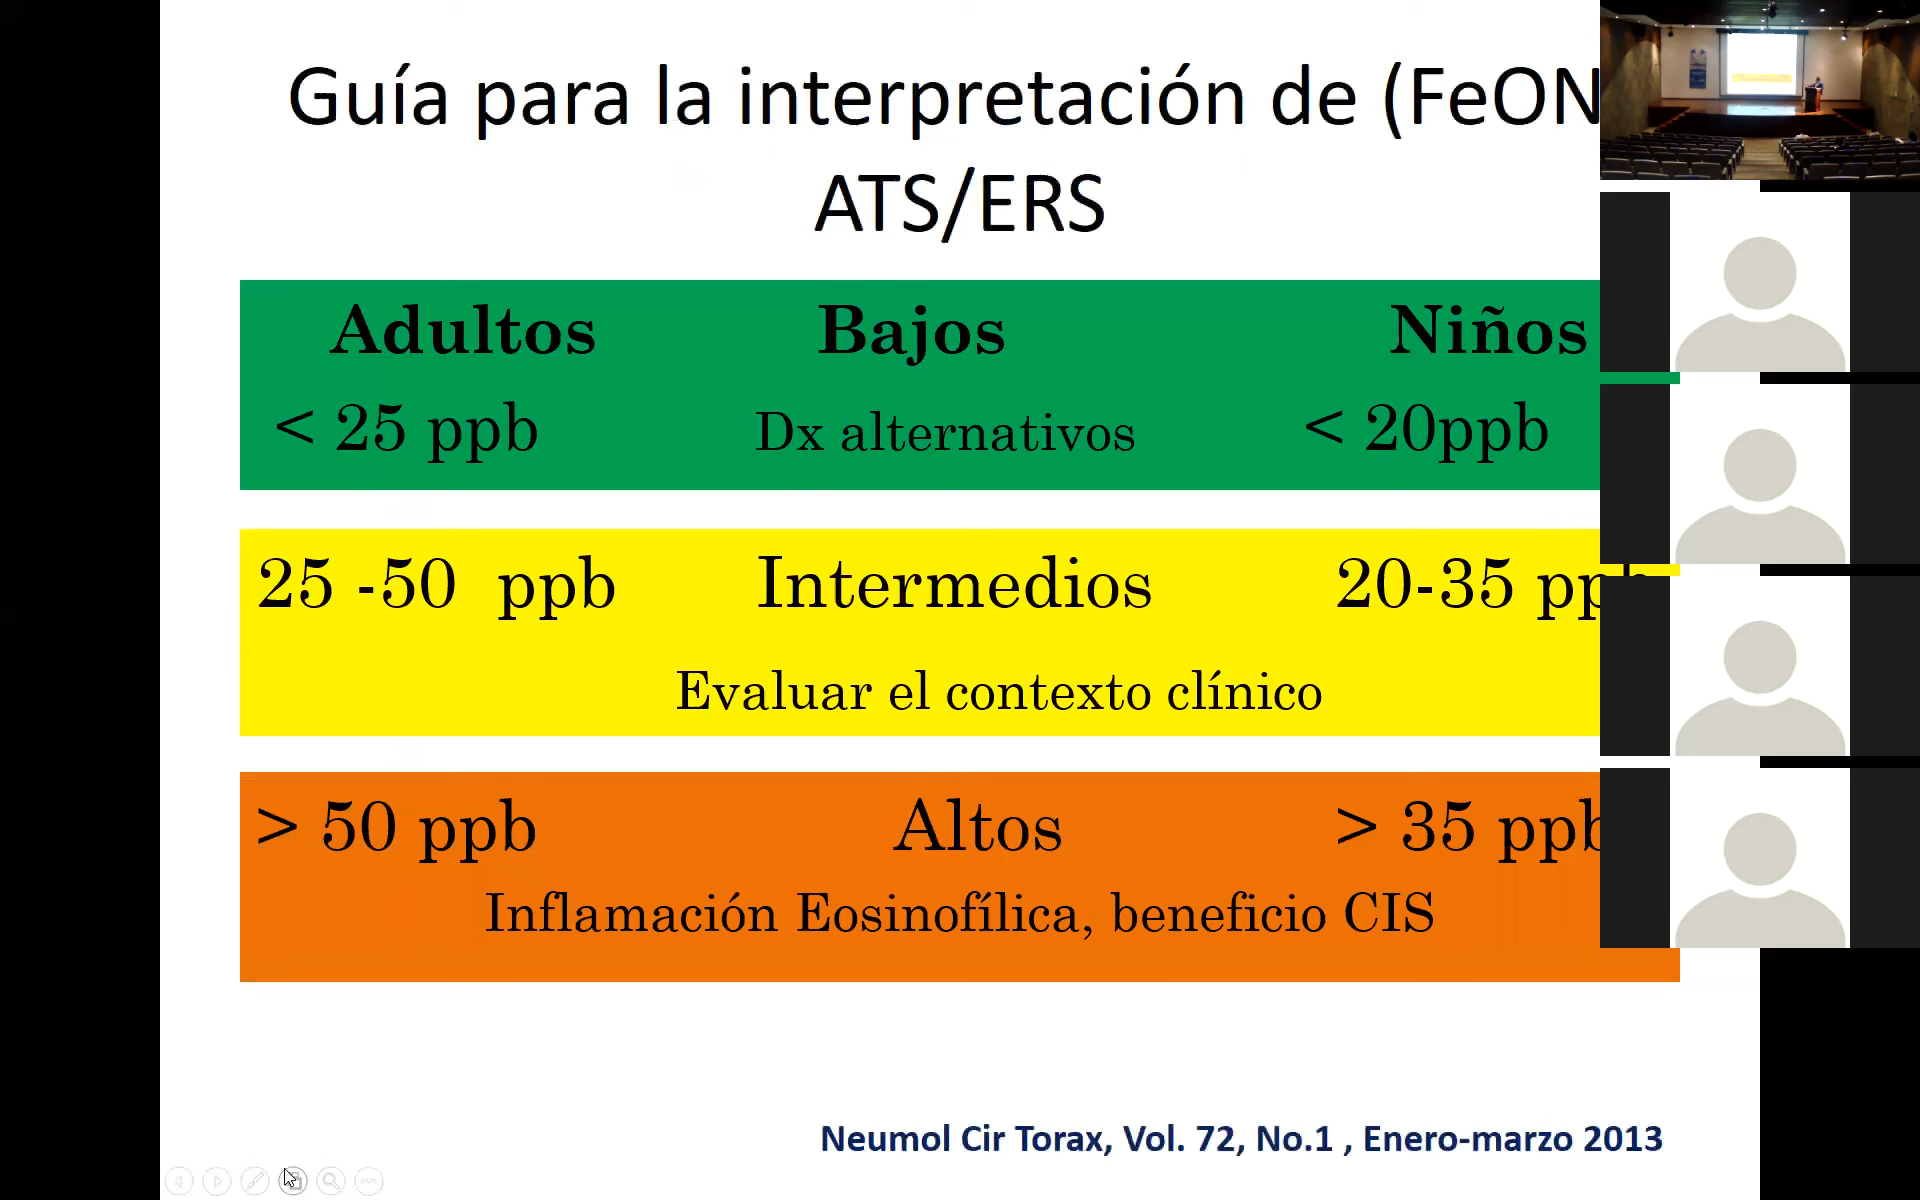 Guía para la interpretación de (FeON
ATS/ERS
Adultos Bajos Niños
< 25 ppb Dx alternativos < 20ppb
25 -50 ppb Intermedios 20-35 ppb
Evaluar el contexto clínico
> 50 ppb Altos > 35 ppb
Inflamación Eosinofílica, beneficio CIS
Neumol Cir Torax, Vol. 72, No.1 , Enero-marzo 2013